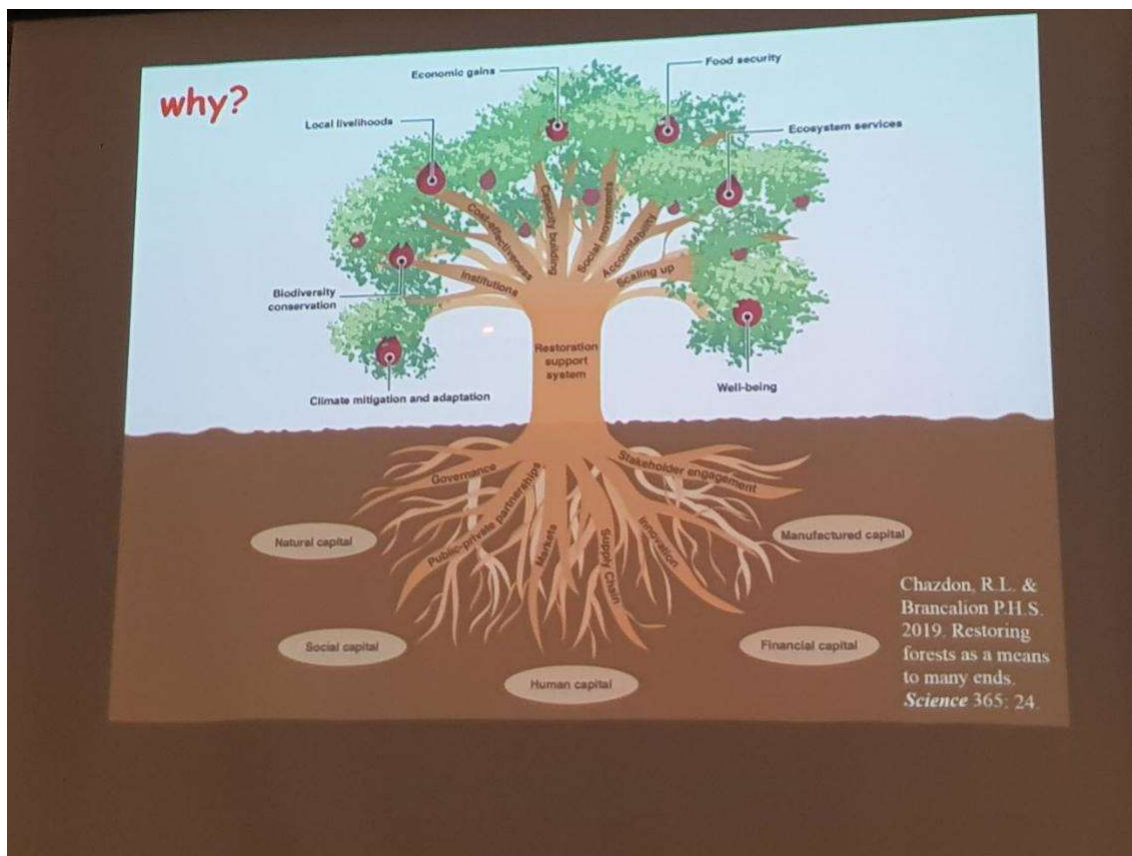 why?
Economic gains
Food security
Local livelihoods
Ecosystem services
Cost-effectiveness
Capacity building
Social movements
Accountability
Institutions
Scaling up
Biodiversity
conservation
Climate mitigation and adaptation
Well-being
Restoration
support
system
Governance
Public-private partnerships
Markets
Supply Chain
Innovation
Stakeholder engagement
Natural capital
Manufactured capital
Social capital
Financial capital
Human capital
Chazdon, R.L. &
Brancalion P.H.S.
2019. Restoring
forests as a means
to many ends.
Science 365: 24.